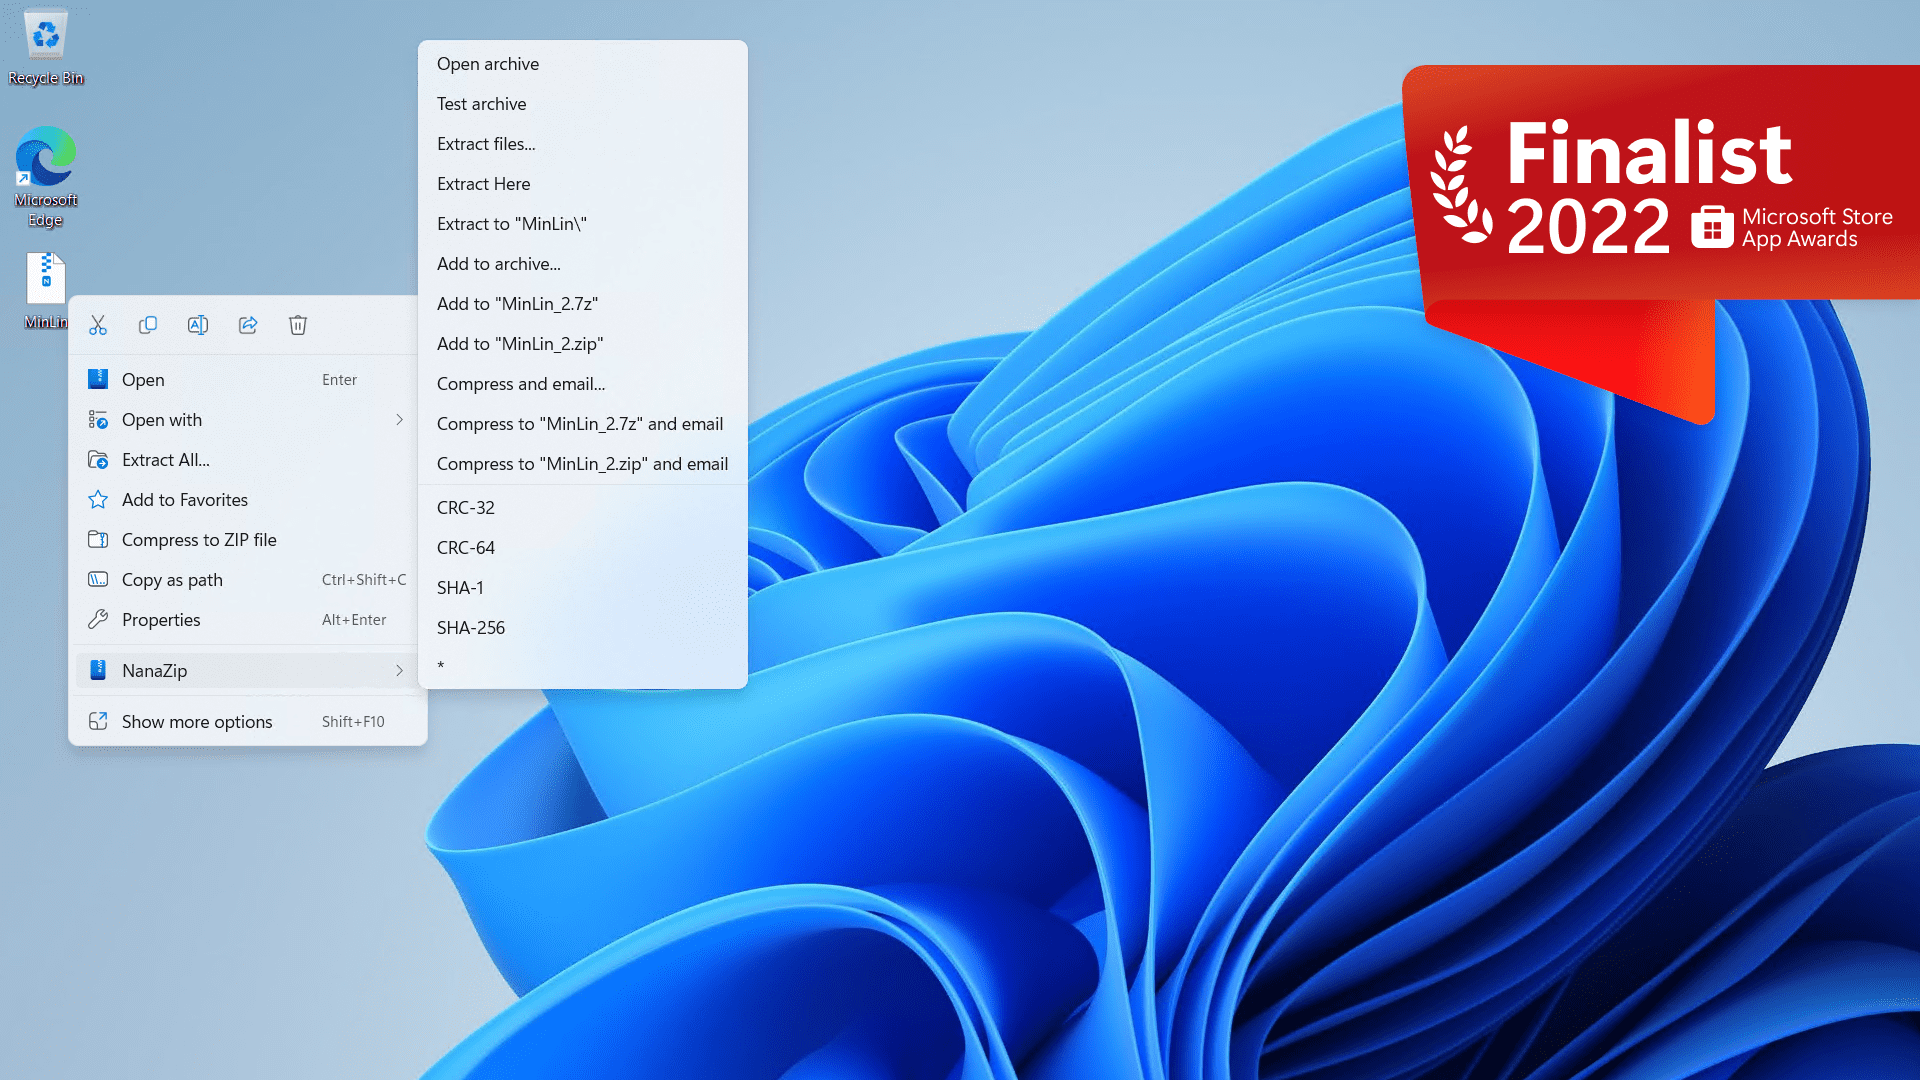 Recycle Bin
Microsoft
Edge
MinLin
Open Enter
Open with
Extract All...
Add to Favorites
Compress to ZIP file
Copy as path Ctrl+Shift+C
Properties Alt+Enter
NanaZip
Show more options Shift+F10
Open archive
Test archive
Extract files...
Extract Here
Extract to "MinLin\"
Add to archive...
Add to "MinLin_2.7z"
Add to "MinLin_2.zip"
Compress and email...
Compress to "MinLin_2.7z" and email
Compress to "MinLin_2.zip" and email
CRC-32
CRC-64
SHA-1
SHA-256
*
Finalist
2022
Microsoft Store
App Awards